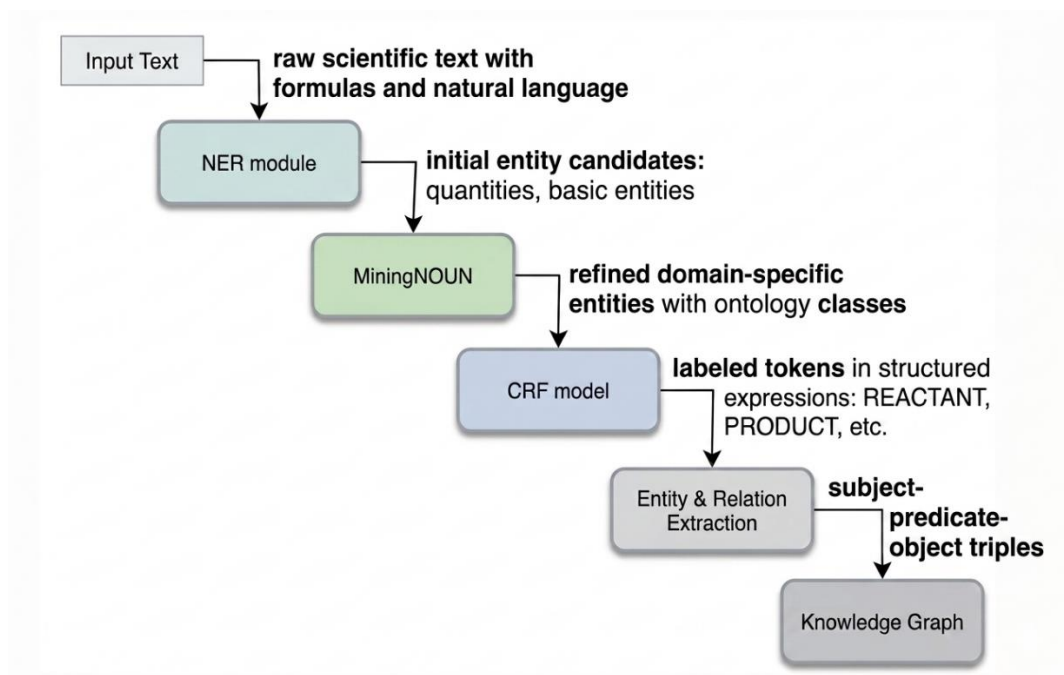 Input Text
raw scientific text with
formulas and natural language
NER module
initial entity candidates:
quantities, basic entities
MiningNOUN
refined domain-specific
entities with ontology classes
CRF model
labeled tokens in structured
expressions: REACTANT,
PRODUCT, etc.
Entity & Relation
Extraction
subject-
predicate-
object triples
Knowledge Graph